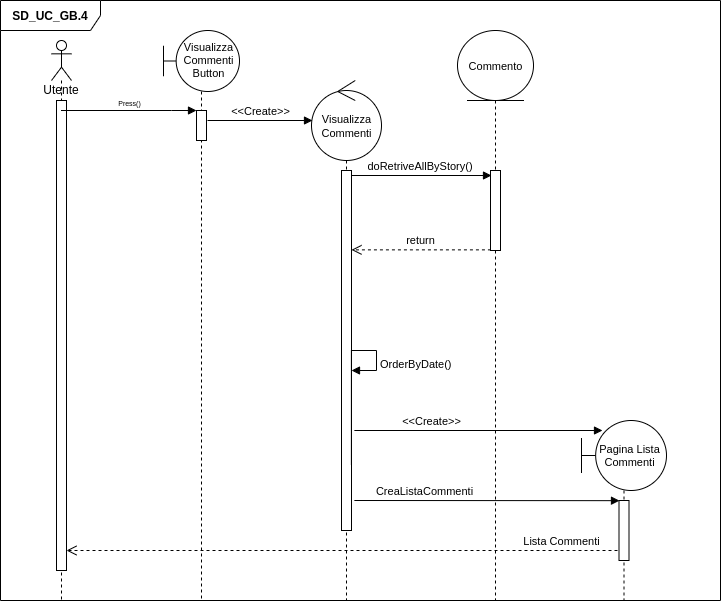 SD_UC_GB.4
Utente
Visualizza
Commenti
Button
Commento
Press()
<<Create>>
Visualizza
Commenti
doRetriveAllByStory()
return
OrderByDate()
<<Create>>
Pagina Lista
Commenti
CreaListaCommenti
Lista Commenti